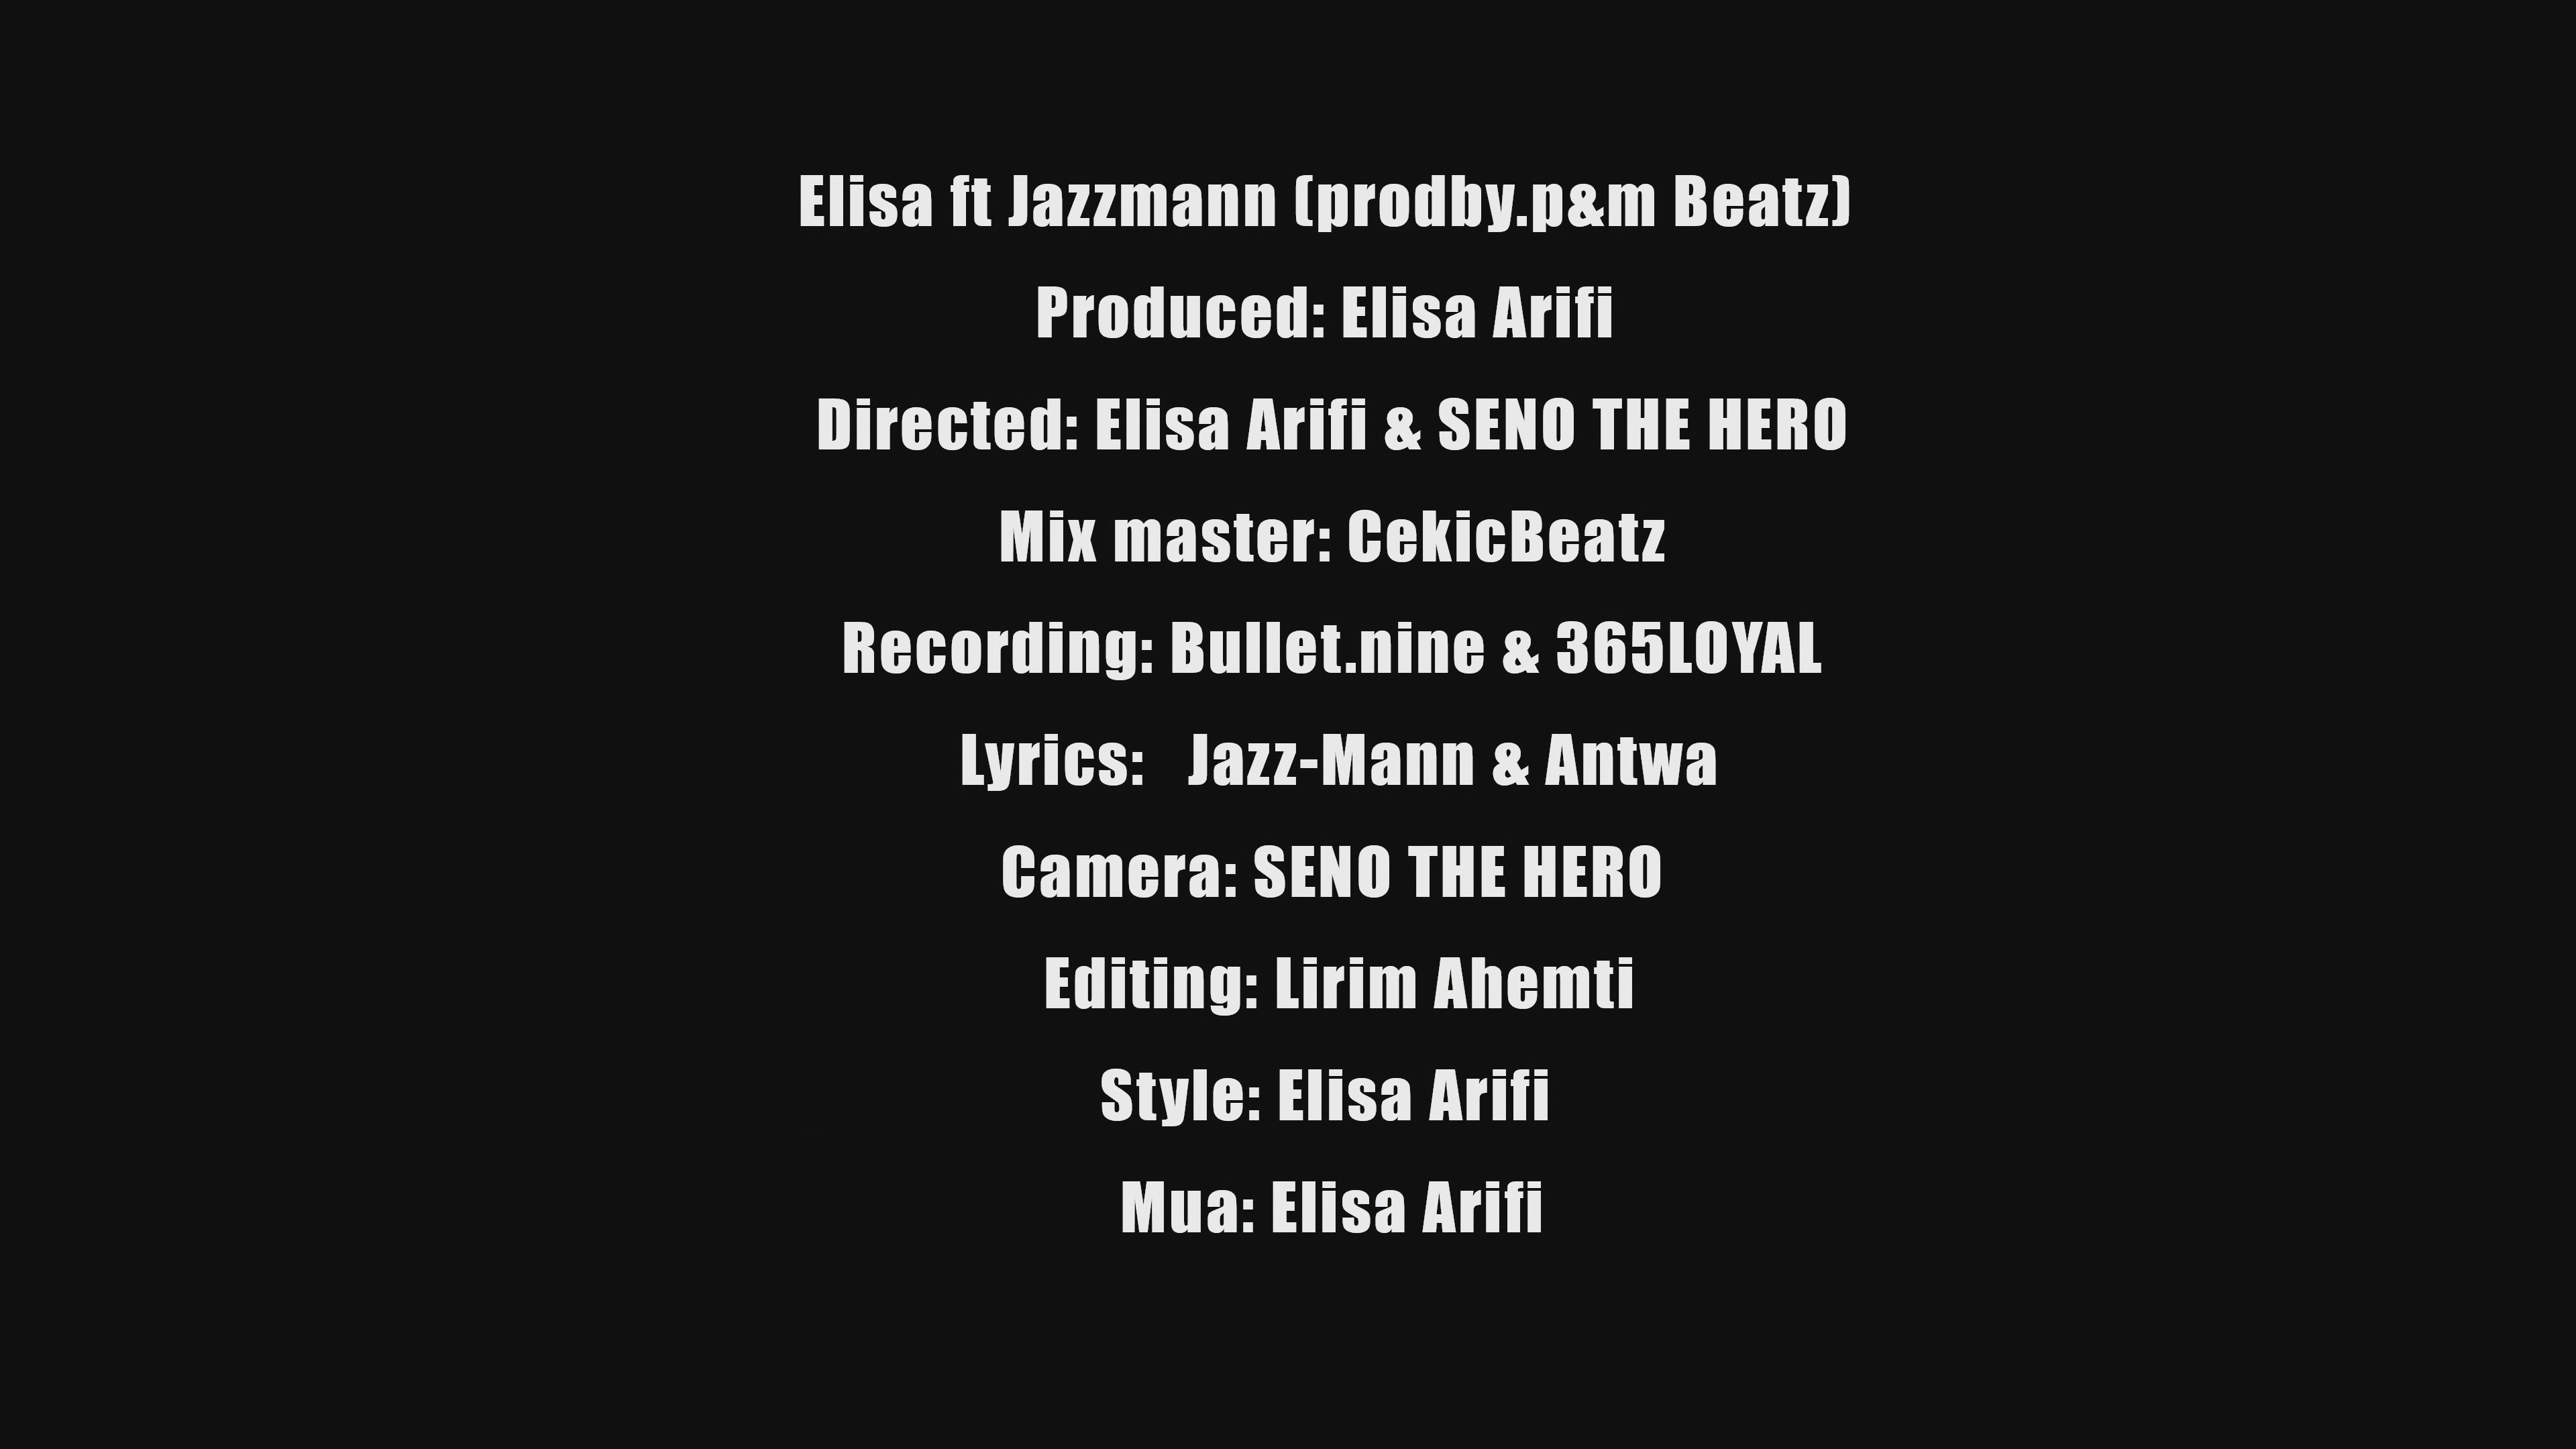 Elisa ft Jazzmann (prodby.p&m Beatz)
Produced: Elisa Arifi
Directed: Elisa Arifi & SENO THE HERO
Mix master: CekicBeatz
Recording: Bullet.nine & 365LOYAL
Lyrics:   Jazz-Mann & Antwa
Camera: SENO THE HERO
Editing: Lirim Ahemti
Style: Elisa Arifi
Mua: Elisa Arifi